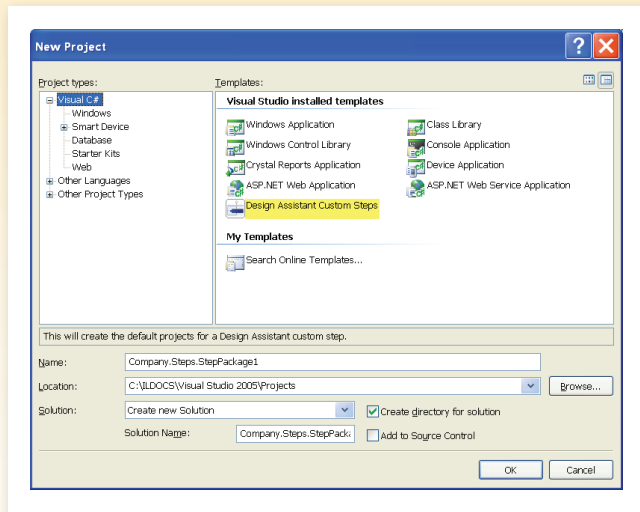 New Project
Project types:
Visual C#
Windows
Smart Device
Database
Starter Kits
Web
Other Languages
Other Project Types
Templates:
Visual Studio installed templates
Windows Application
Class Library
Windows Control Library
Console Application
Crystal Reports Application
Device Application
ASP.NET Web Application
ASP.NET Web Service Application
Design Assistant Custom Steps
My Templates
Search Online Templates...
This will create the default projects for a Design Assistant custom step.
Name: Company.Steps.StepPackage1
Location: C:\ILDOCS\Visual Studio 2005\Projects
Browse...
Solution: Create new Solution
Create directory for solution
Solution Name: Company.Steps.StepPacka
Add to Source Control
OK
Cancel